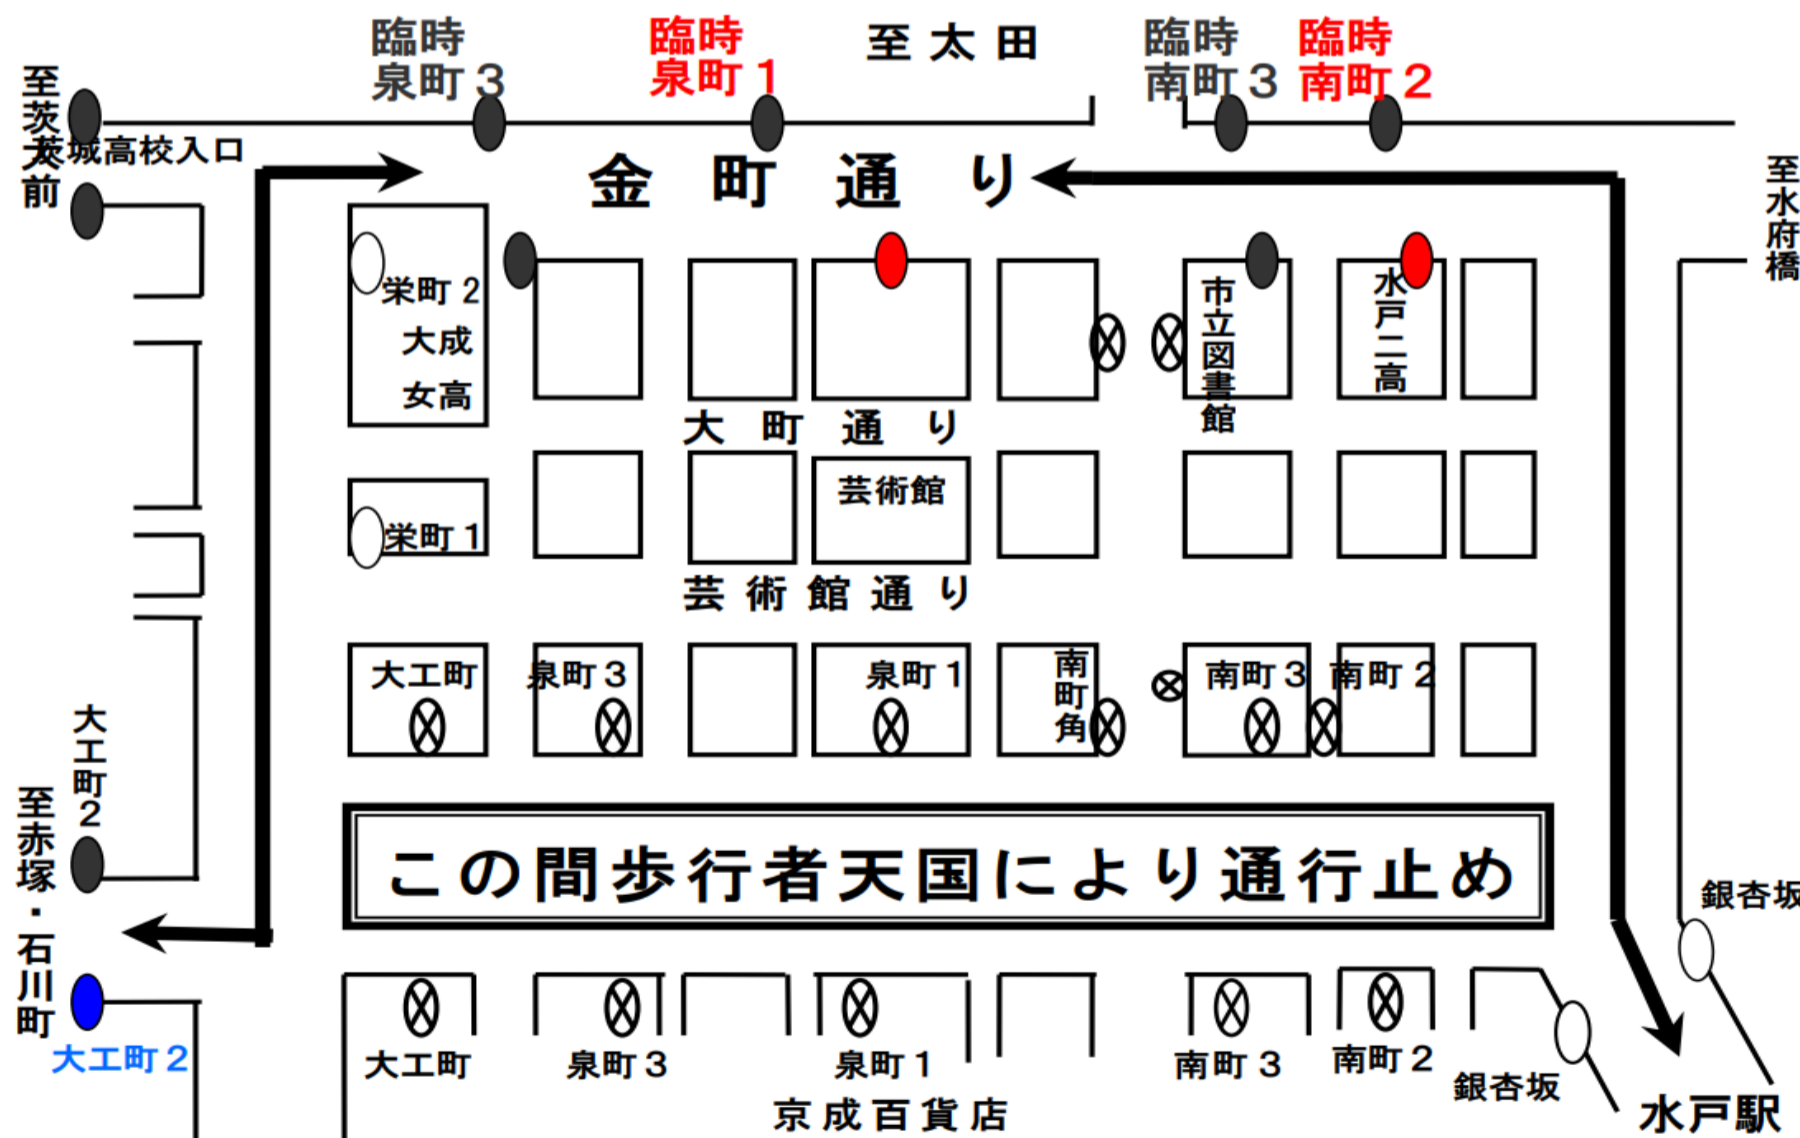 臨時
泉町３
臨時
泉町１
至太田
臨時
南町３
臨時
南町２
至茨大前
茨城高校入口
金町通り
至水府橋
栄町２
大成
女高
市立図書館
水戸二高
大町通り
芸術館
栄町１
芸術館通り
大工町
泉町３
泉町１
南町角
南町３
南町２
大工町２
至赤塚・石川町
この間歩行者天国により通行止め
銀杏坂
大工町２
大工町
泉町３
泉町１
南町３
南町２
銀杏坂
京成百貨店
水戸駅